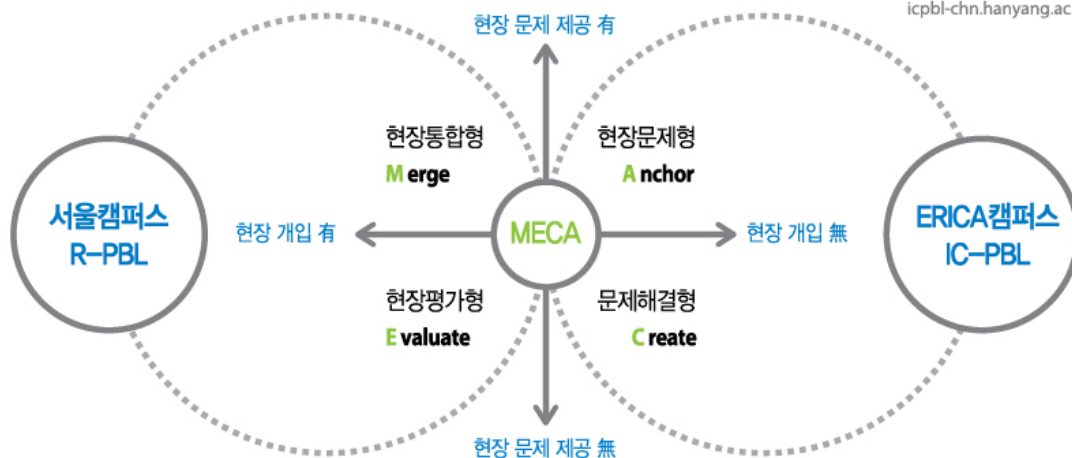 icpbl-chn.hanyang.ac
현장 문제 제공 有
현장통합형
Merge
현장문제형
Anchor
서울캠퍼스
R-PBL
현장 개입 有
MECA
현장 개입 無
ERICA캠퍼스
IC-PBL
현장평가형
Evaluate
문제해결형
Create
현장 문제 제공 無